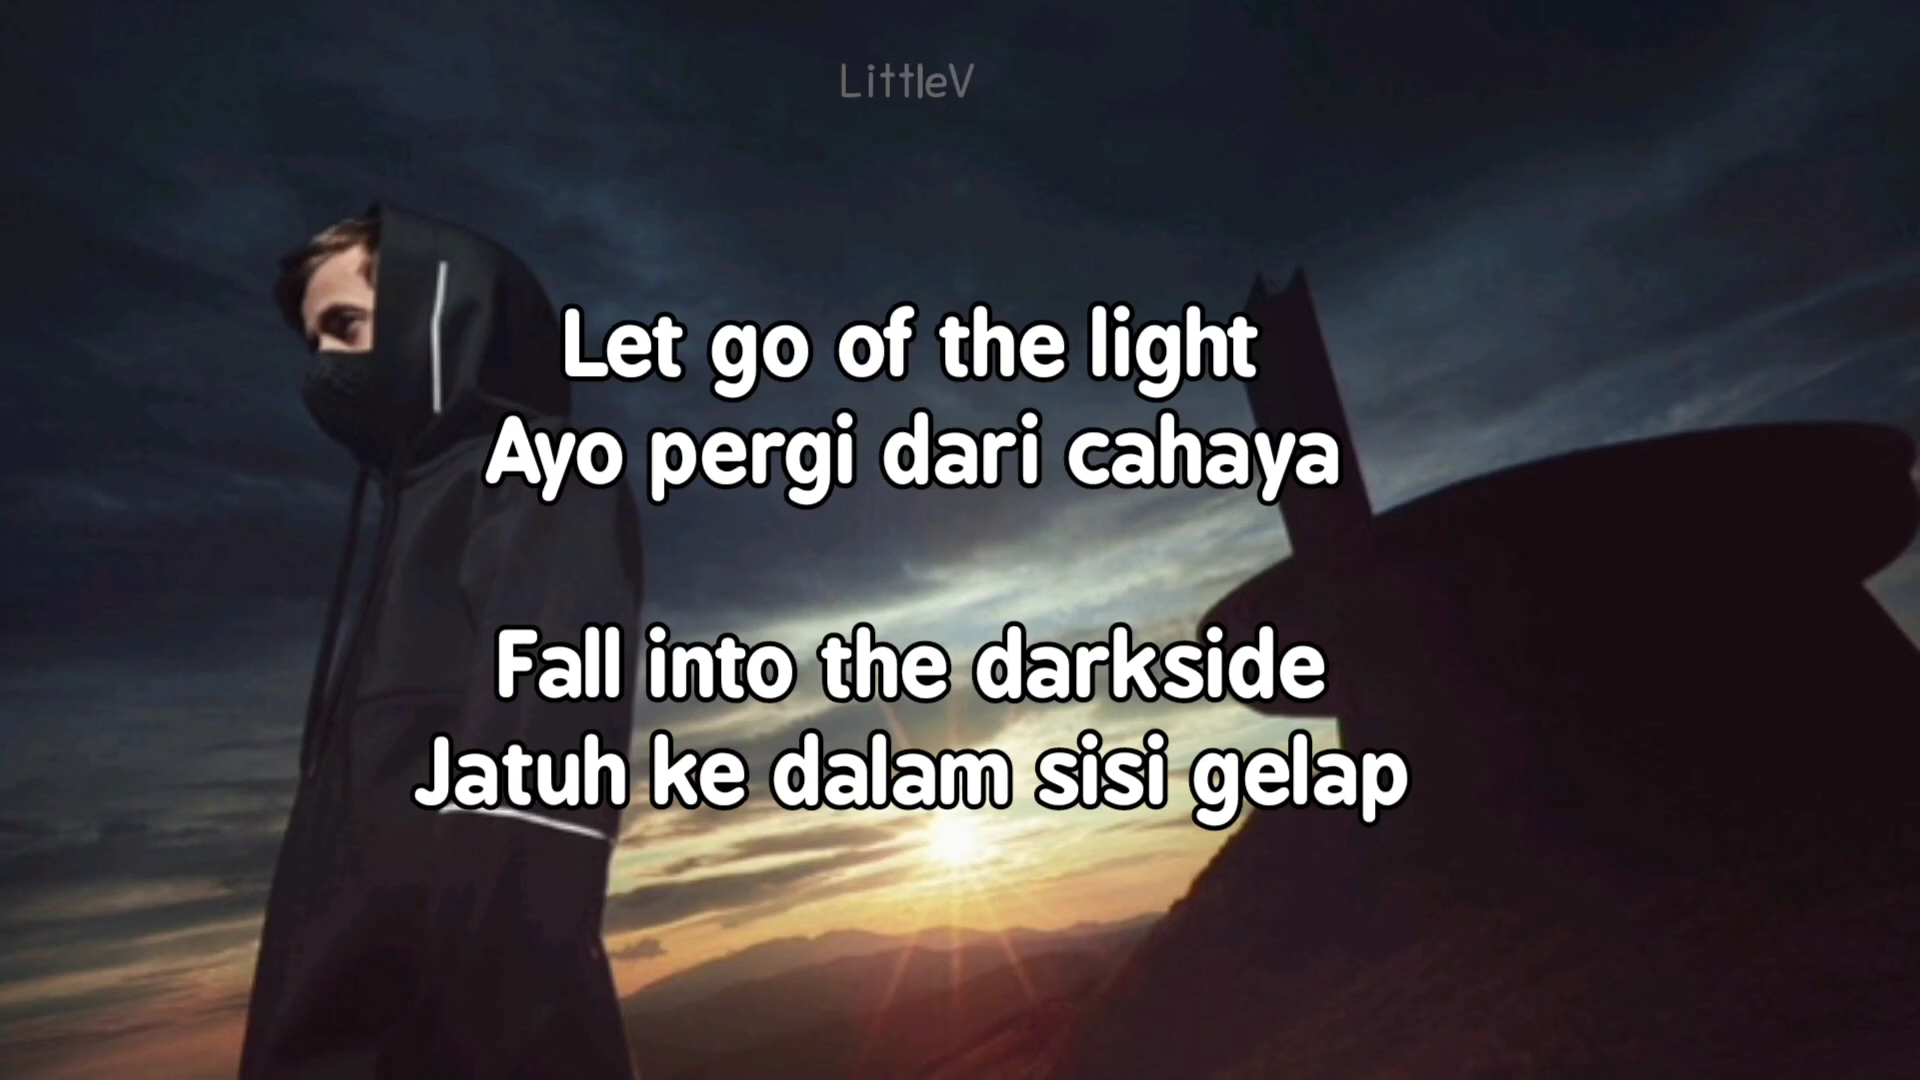 LittleV
Let go of the light
Ayo pergi dari cahaya
Fall into the darkside
Jatuh ke dalam sisi gelap